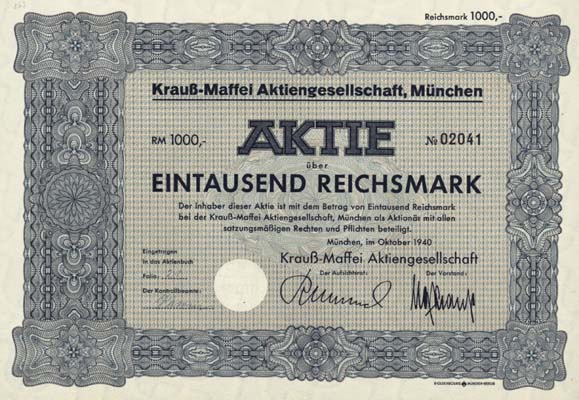 Reichsmark 1000,-
Krauß-Maffei Aktiengesellschaft, München
RM 1000,-
AKTIE
№ 02041
über
EINTAUSEND REICHSMARK
Der Inhaber dieser Aktie ist mit dem Betrag von Eintausend Reichsmark
bei der Krauß-Maffei Aktiengesellschaft, München als Aktionär mit allen
satzungsmäßigen Rechten und Pflichten beteiligt.
München, im Oktober 1940
Eingetragen
in das Aktienbuch
Krauß-Maffei Aktiengesellschaft
Folio:
Der Aufsichtsrat:
Der Vorstand:
Der Kontrollbeamte: